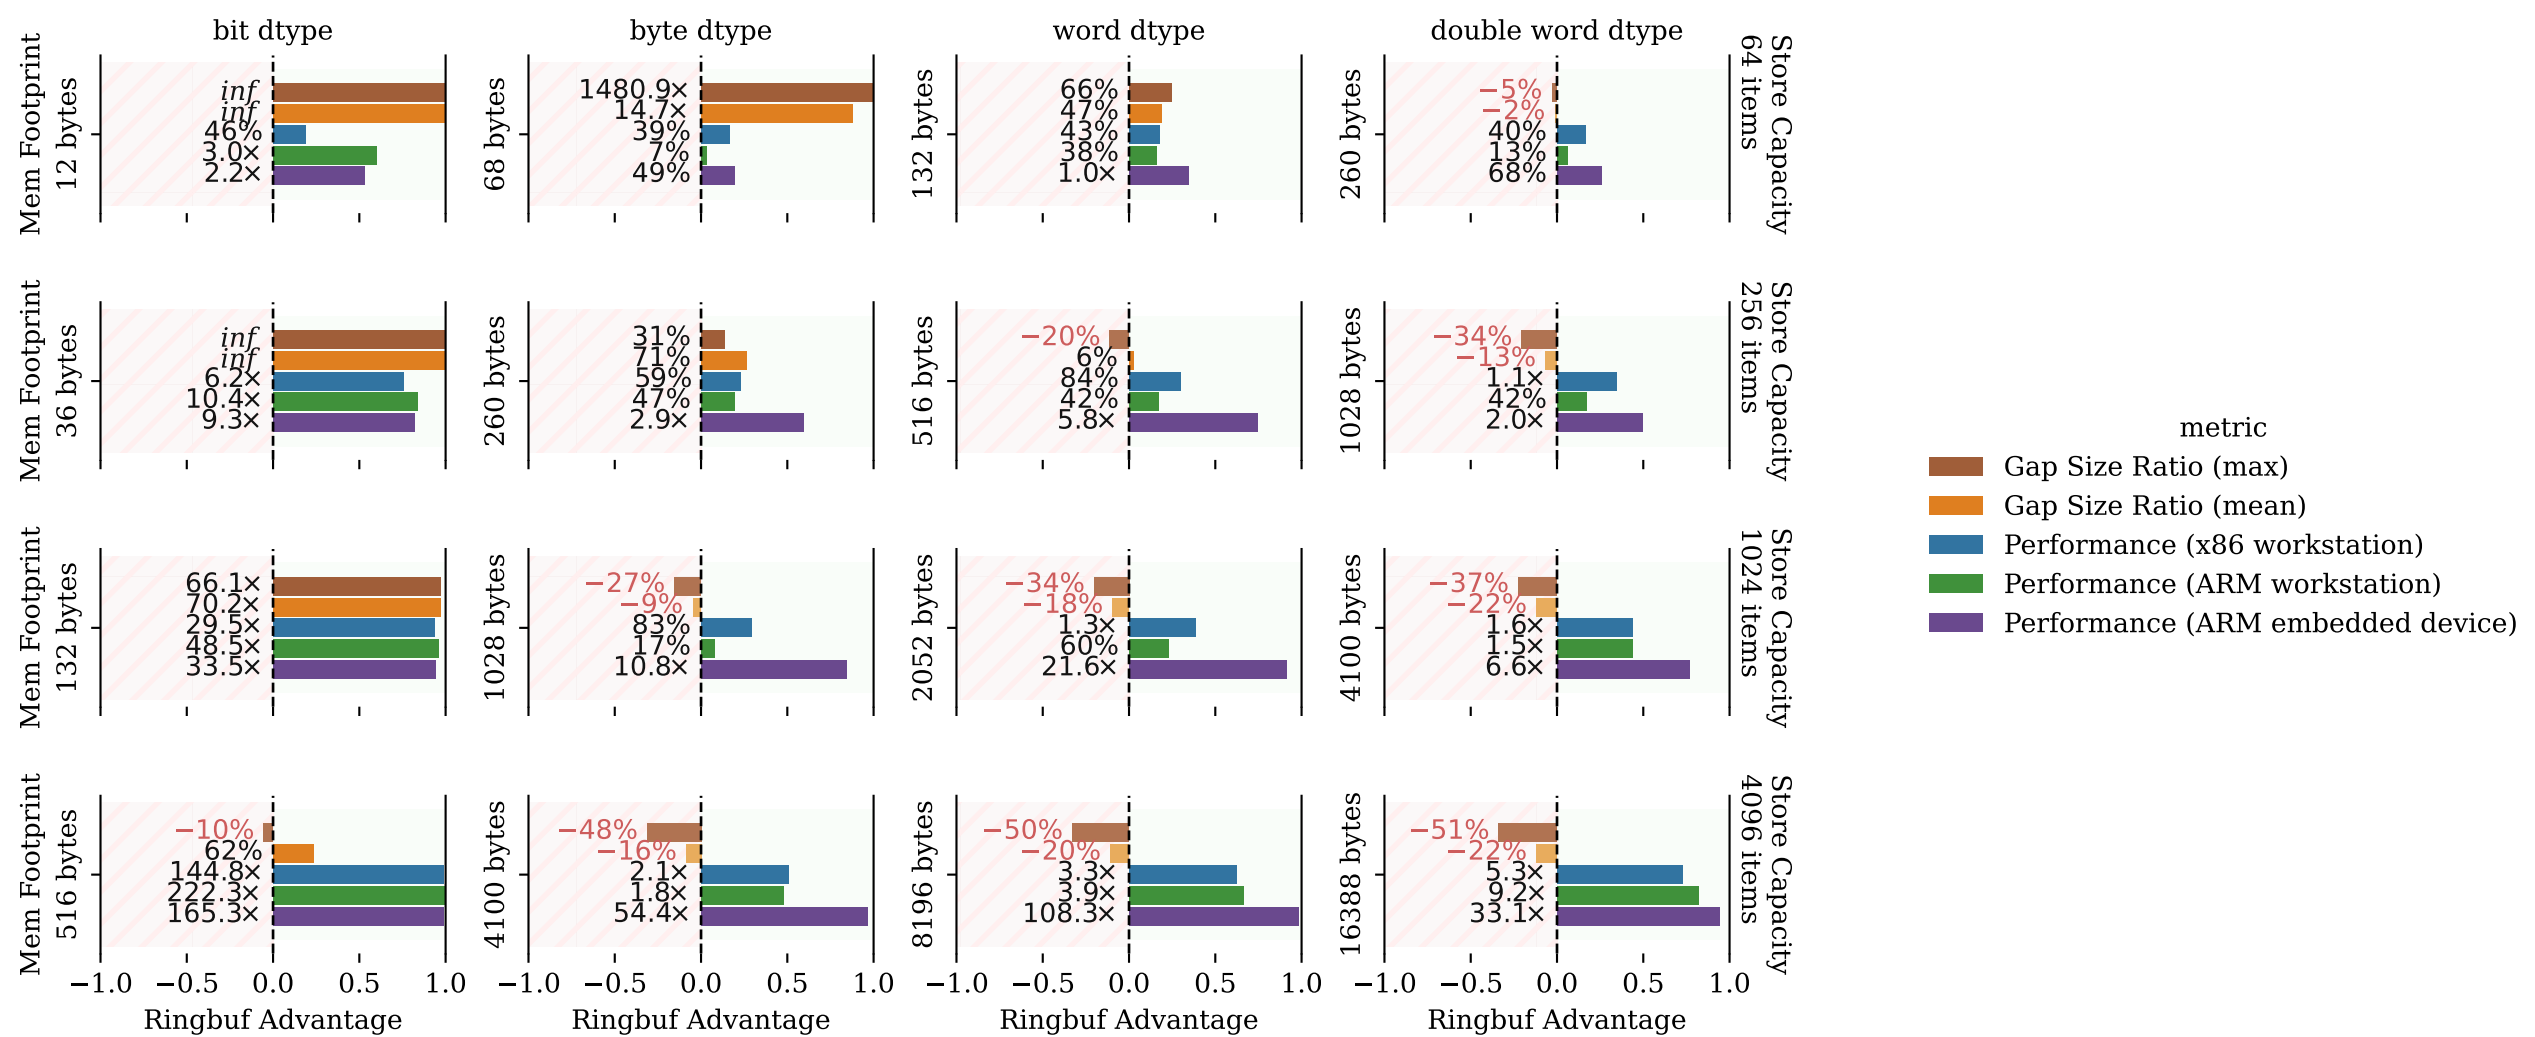 bit dtype
byte dtype
word dtype
double word dtype
Mem Footprint
12 bytes
inf
inf
46%
3.0×
2.2×
68 bytes
1480.9×
14.7×
39%
7%
49%
132 bytes
66%
47%
43%
38%
1.0×
260 bytes
−5%
−2%
40%
13%
68%
Store Capacity
64 items
Mem Footprint
36 bytes
inf
inf
6.2×
10.4×
9.3×
260 bytes
31%
71%
59%
47%
2.9×
516 bytes
−20%
6%
84%
42%
5.8×
1028 bytes
−34%
−13%
1.1×
42%
2.0×
Store Capacity
256 items
Mem Footprint
132 bytes
66.1×
70.2×
29.5×
48.5×
33.5×
1028 bytes
−27%
−9%
83%
17%
10.8×
2052 bytes
−34%
−18%
1.3×
60%
21.6×
4100 bytes
−37%
−22%
1.6×
1.5×
6.6×
Store Capacity
1024 items
Mem Footprint
516 bytes
−10%
62%
144.8×
222.3×
165.3×
4100 bytes
−48%
−16%
2.1×
1.8×
54.4×
8196 bytes
−50%
−20%
3.3×
3.9×
108.3×
16388 bytes
−51%
−22%
5.3×
9.2×
33.1×
Store Capacity
4096 items
−1.0 −0.5 0.0 0.5 1.0
−1.0 −0.5 0.0 0.5 1.0
−1.0 −0.5 0.0 0.5 1.0
−1.0 −0.5 0.0 0.5 1.0
Ringbuf Advantage
Ringbuf Advantage
Ringbuf Advantage
Ringbuf Advantage
metric
Gap Size Ratio (max)
Gap Size Ratio (mean)
Performance (x86 workstation)
Performance (ARM workstation)
Performance (ARM embedded device)